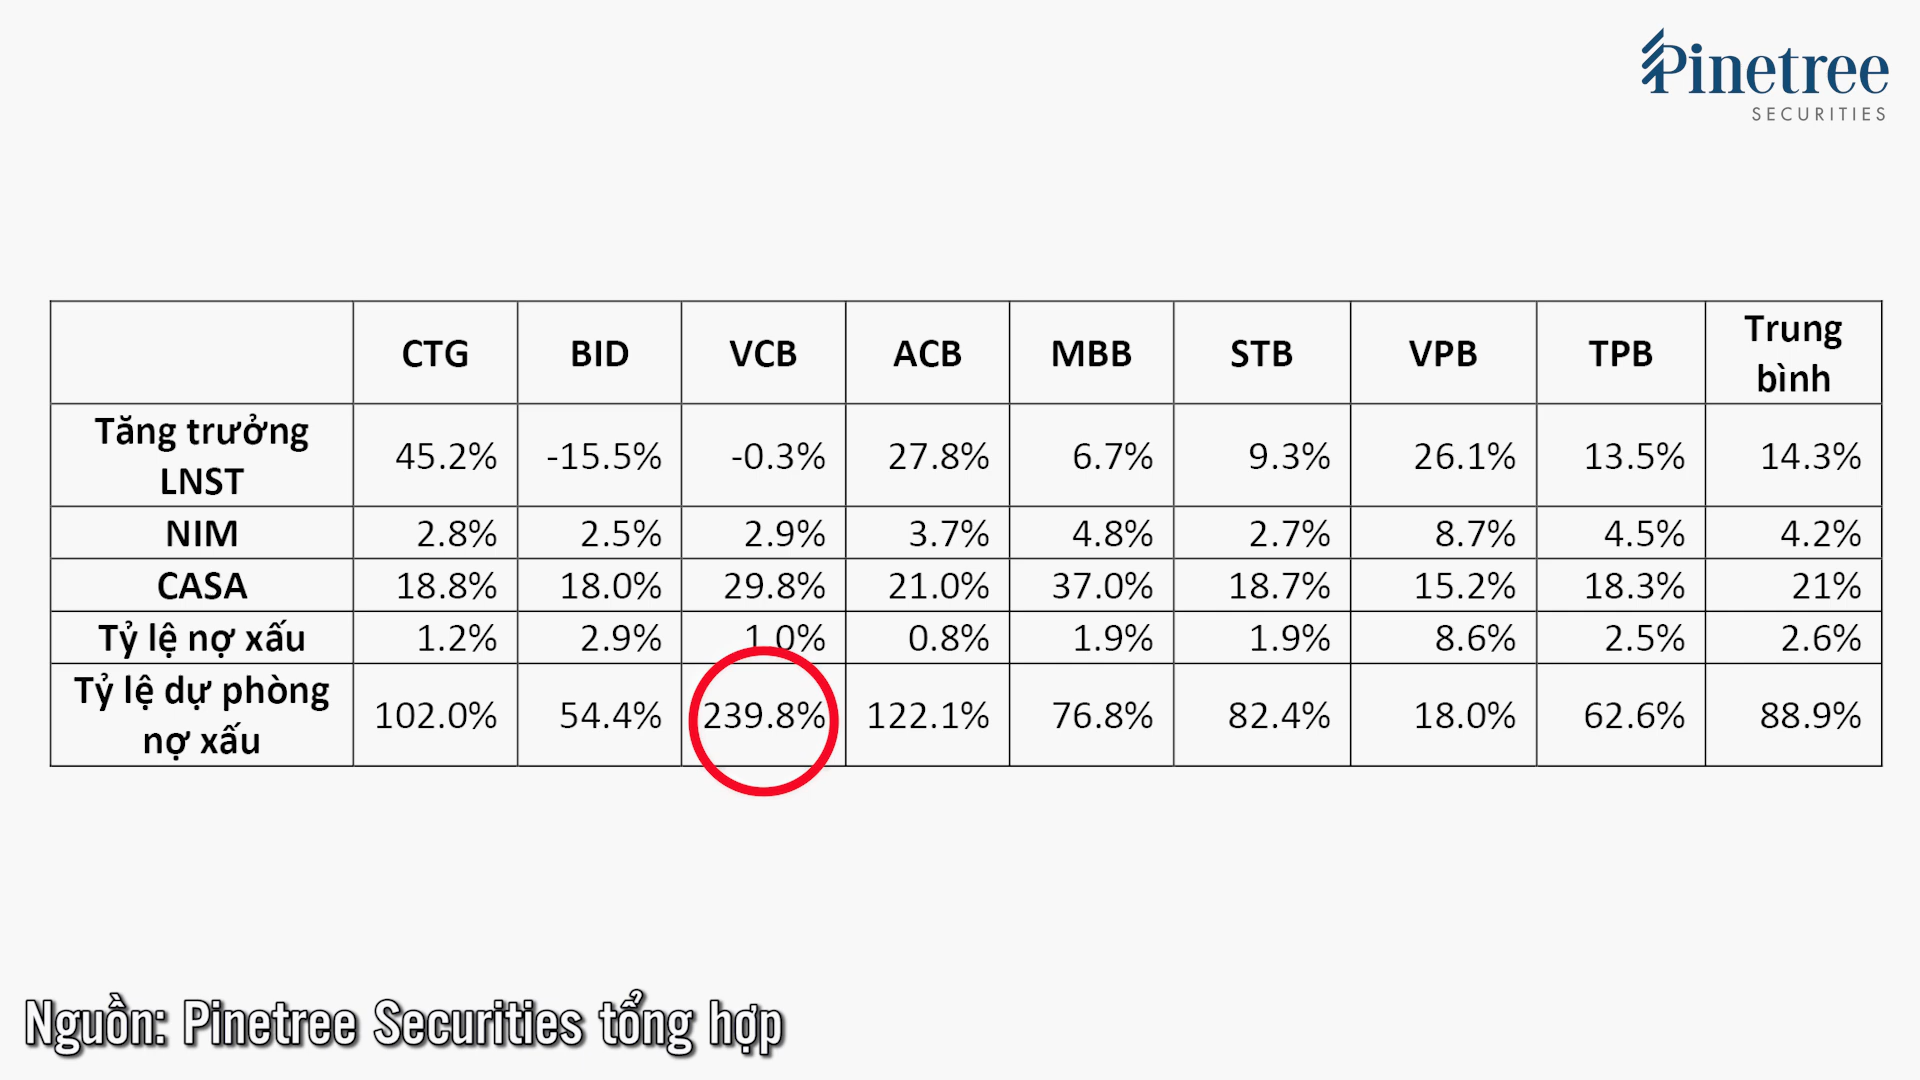 Pinetree
SECURITIES
CTG BID VCB ACB MBB STB VPB TPB Trung bình
Tăng trưởng LNST 45.2% -15.5% -0.3% 27.8% 6.7% 9.3% 26.1% 13.5% 14.3%
NIM 2.8% 2.5% 2.9% 3.7% 4.8% 2.7% 8.7% 4.5% 4.2%
CASA 18.8% 18.0% 29.8% 21.0% 37.0% 18.7% 15.2% 18.3% 21%
Tỷ lệ nợ xấu 1.2% 2.9% 1.0% 0.8% 1.9% 1.9% 8.6% 2.5% 2.6%
Tỷ lệ dự phòng nợ xấu 102.0% 54.4% 239.8% 122.1% 76.8% 82.4% 18.0% 62.6% 88.9%
Nguồn: Pinetree Securities tổng hợp